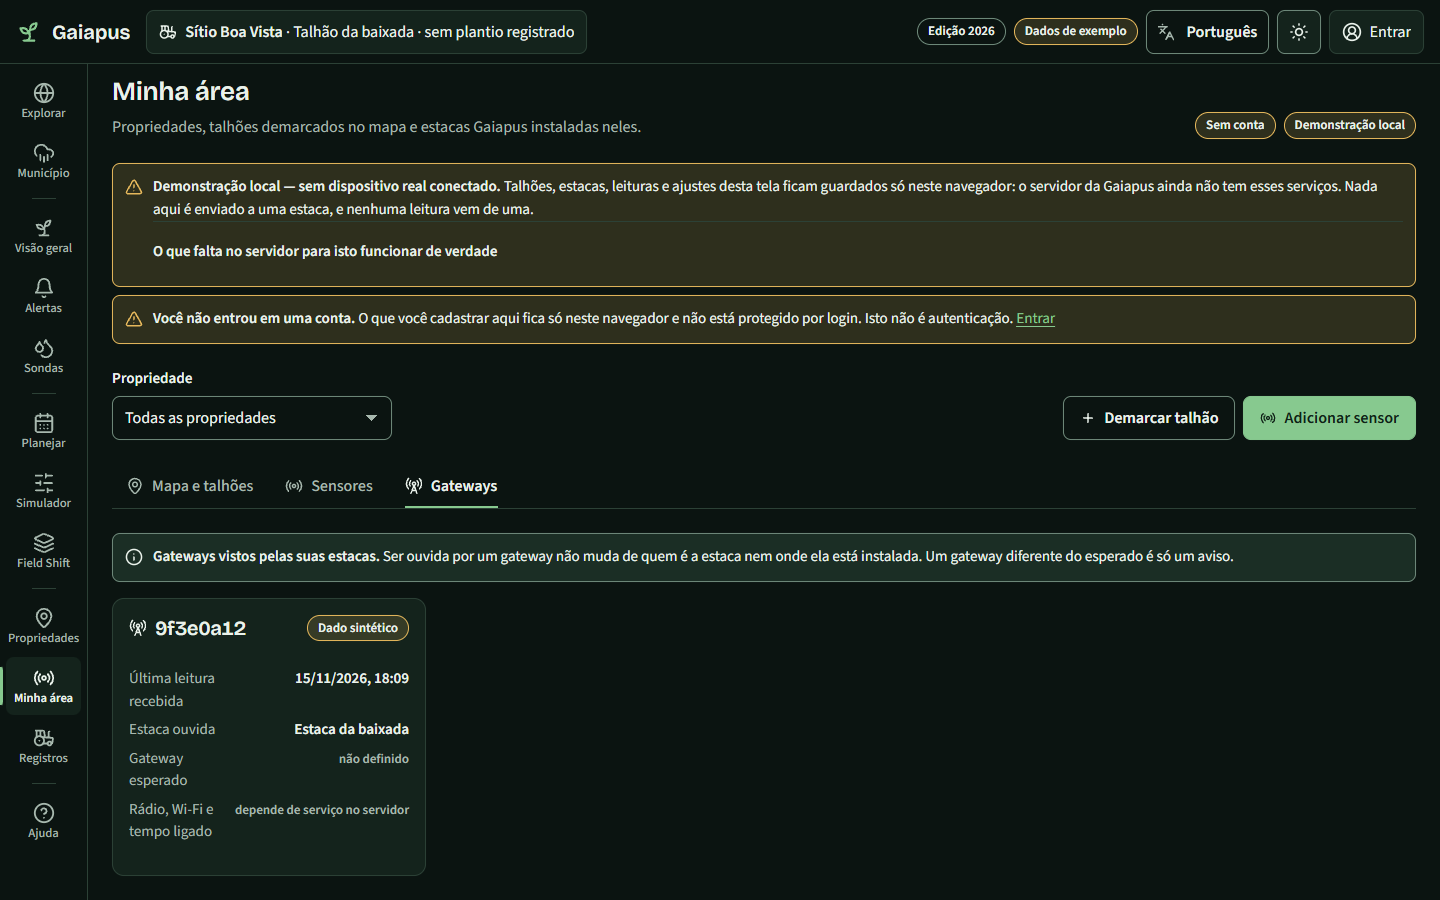 Gaiapus
Sítio Boa Vista · Talhão da baixada · sem plantio registrado
Edição 2026
Dados de exemplo
Português
Entrar
Explorar
Município
Visão geral
Alertas
Sondas
Planejar
Simulador
Field Shift
Propriedades
Minha área
Registros
Ajuda
Minha área
Propriedades, talhões demarcados no mapa e estacas Gaiapus instaladas neles.
Sem conta
Demonstração local
Demonstração local — sem dispositivo real conectado. Talhões, estacas, leituras e ajustes desta tela ficam guardados só neste navegador: o servidor da Gaiapus ainda não tem esses serviços. Nada
aqui é enviado a uma estaca, e nenhuma leitura vem de uma.
O que falta no servidor para isto funcionar de verdade
Você não entrou em uma conta. O que você cadastrar aqui fica só neste navegador e não está protegido por login. Isto não é autenticação. Entrar
Propriedade
Todas as propriedades
Demarcar talhão
Adicionar sensor
Mapa e talhões
Sensores
Gateways
Gateways vistos pelas suas estacas. Ser ouvida por um gateway não muda de quem é a estaca nem onde ela está instalada. Um gateway diferente do esperado é só um aviso.
9f3e0a12
Dado sintético
Última leitura
recebida
15/11/2026, 18:09
Estaca ouvida
Estaca da baixada
Gateway
esperado
não definido
Rádio, Wi-Fi e
tempo ligado
depende de serviço no servidor